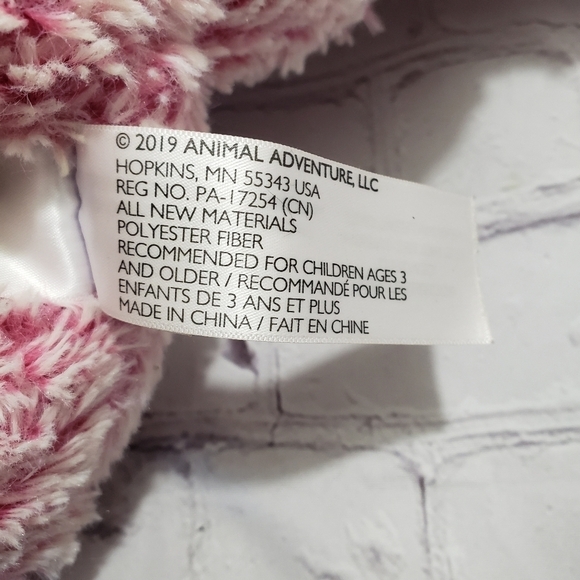 © 2019 ANIMAL ADVENTURE, LLC
HOPKINS, MN 55343 USA
REG NO. PA-17254 (CN)
ALL NEW MATERIALS
POLYESTER FIBER
RECOMMENDED FOR CHILDREN AGES 3
AND OLDER / RECOMMANDÉ POUR LES
ENFANTS DE 3 ANS ET PLUS
MADE IN CHINA / FAIT EN CHINE